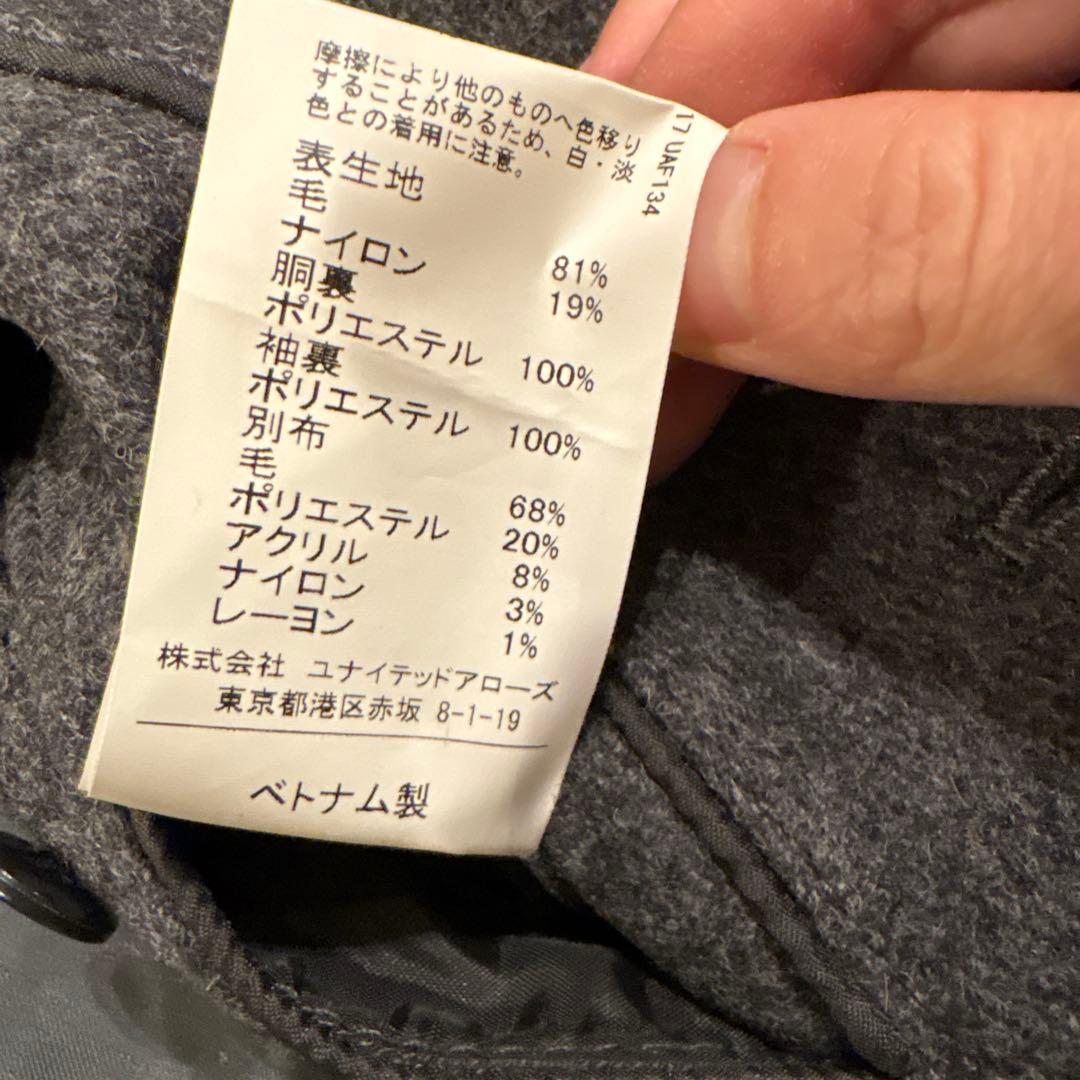 摩擦により他のものへ色移り
することがあるため、白・淡
色との着用に注意。
17 UAF134
表生地
毛 81%
ナイロン 19%
胴裏
ポリエステル 100%
袖裏
ポリエステル 100%
別布
毛 68%
ポリエステル 20%
アクリル 8%
ナイロン 3%
レーヨン 1%
株式会社 ユナイテッドアローズ
東京都港区赤坂 8-1-19
ベトナム製